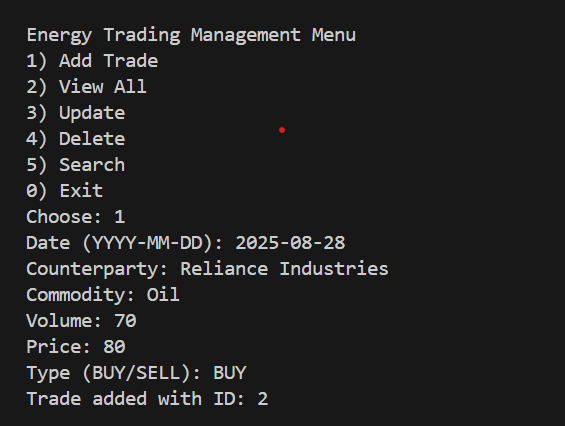 Energy Trading Management Menu
1) Add Trade
2) View All
3) Update
4) Delete
5) Search
0) Exit
Choose: 1
Date (YYYY-MM-DD): 2025-08-28
Counterparty: Reliance Industries
Commodity: Oil
Volume: 70
Price: 80
Type (BUY/SELL): BUY
Trade added with ID: 2